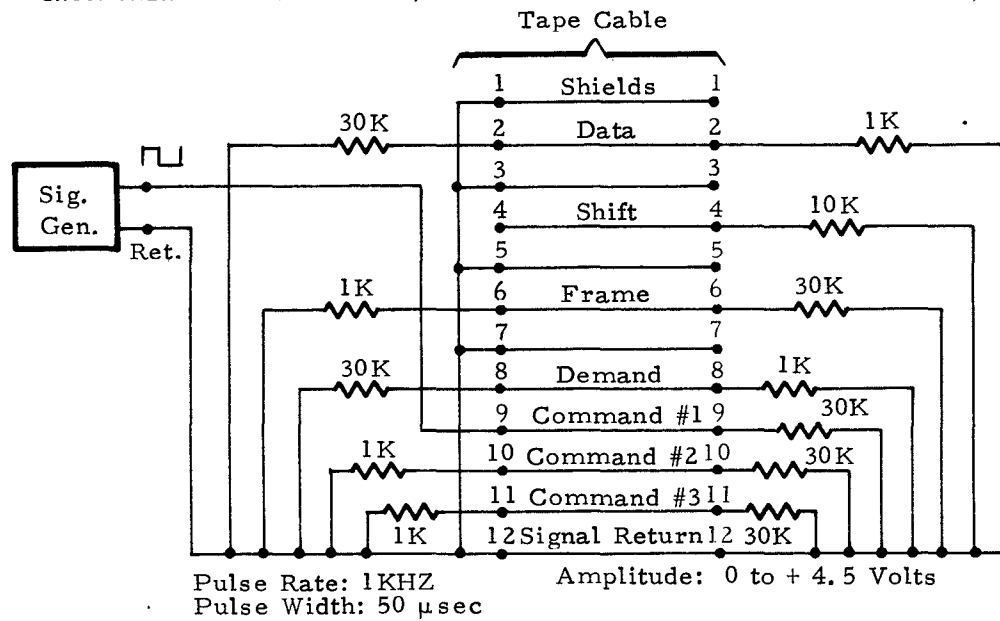 Tape Cable
1 Shields 1
30K 2 Data 2 1K
3 3
Sig. Gen.
4 Shift 4 10K
Ret.
5 5
1K 6 Frame 6 30K
7 7
30K 8 Demand 8 1K
9 Command #1 9 30K
1K 10 Command #2 10 30K
11 Command #3 11
1K 12 Signal Return 12 30K
Pulse Rate: 1KHZ
Amplitude: 0 to + 4.5 Volts
Pulse Width: 50 μsec